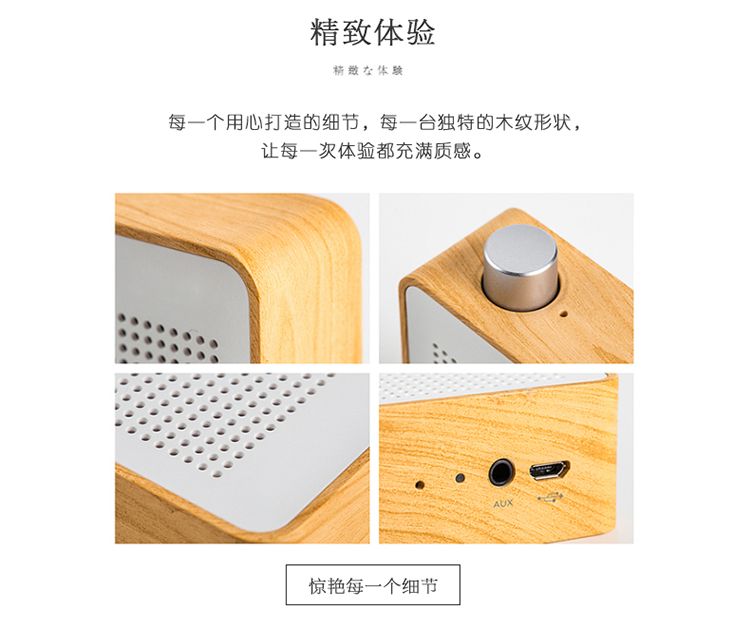 精致体验
精緻な体験
每一个用心打造的细节，每一台独特的木纹形状，
让每一次体验都充满质感。
AUX
惊艳每一个细节